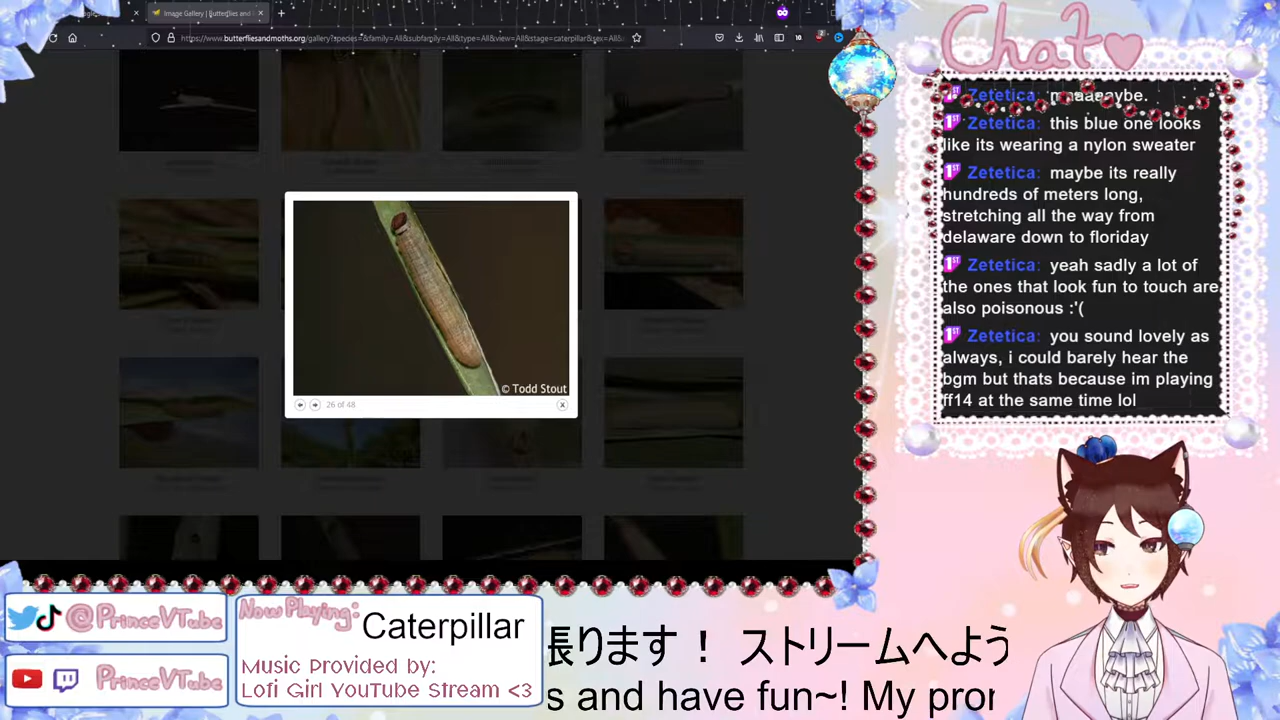 Image Gallery | Butterflies and
https://www.butterfliesandmoths.org/gallery?species=&family=All&subfamily=All&type=All&view=All&stage=caterpillar&sex=All&
Chat
Zetetica: maaaaybe.
Zetetica: this blue one looks
like its wearing a nylon sweater
Zetetica: maybe its really
hundreds of meters long,
stretching all the way from
delaware down to floriday
Zetetica: yeah sadly a lot of
the ones that look fun to touch are
also poisonous :'(
Zetetica: you sound lovely as
always, i could barely hear the
bgm but thats because im playing
ff14 at the same time lol
© Todd Stout
26 of 48
@PrinceVTube
PrinceVTube
Now Playing:
Caterpillar
Music Provided by:
Lofi Girl YouTube Stream <3
張ります！ ストリームへよう
s and have fun~! My pror